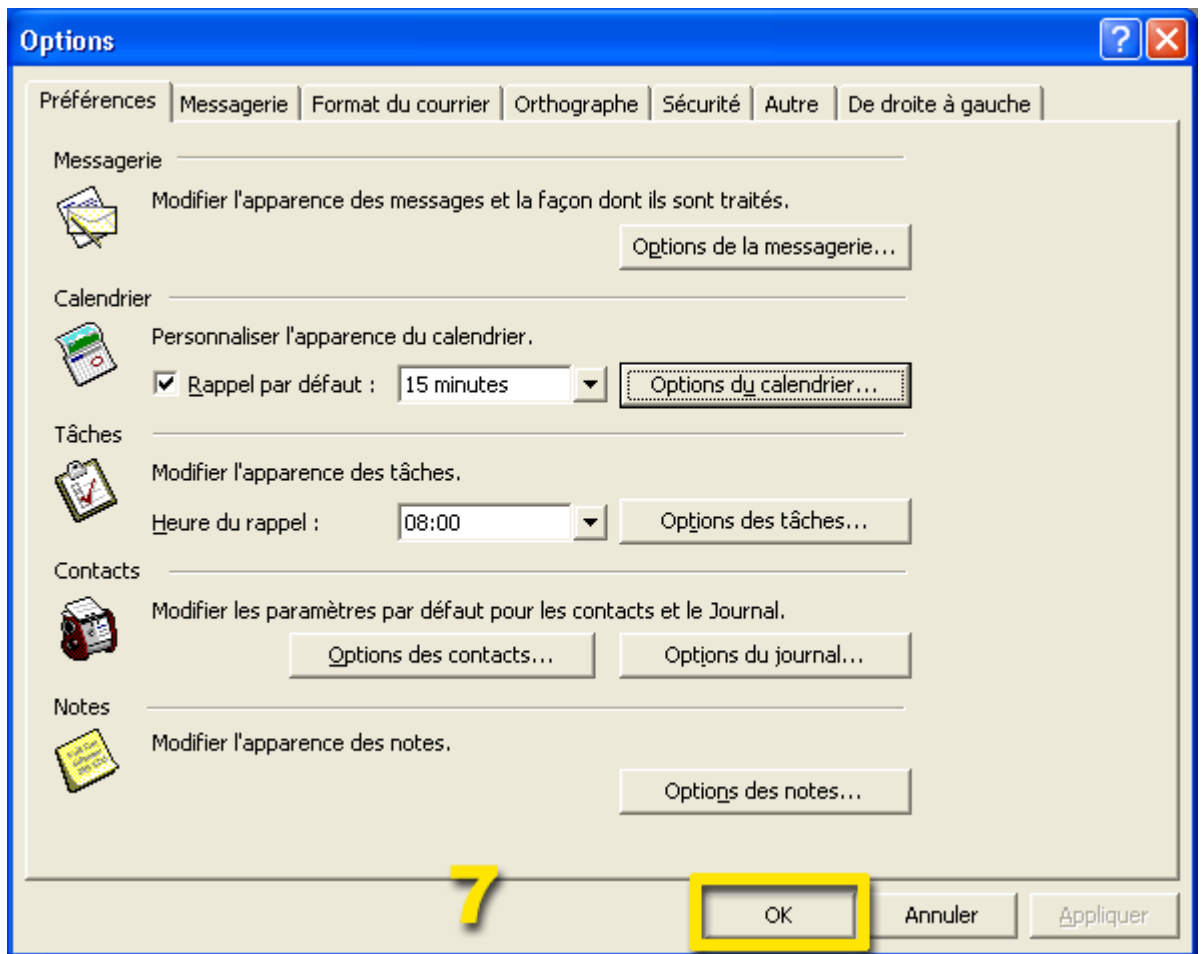 Options
Préférences Messagerie Format du courrier Orthographe Sécurité Autre De droite à gauche
Messagerie
Modifier l'apparence des messages et la façon dont ils sont traités.
Options de la messagerie...
Calendrier
Personnaliser l'apparence du calendrier.
Rappel par défaut : 15 minutes Options du calendrier...
Tâches
Modifier l'apparence des tâches.
Heure du rappel : 08:00 Options des tâches...
Contacts
Modifier les paramètres par défaut pour les contacts et le Journal.
Options des contacts... Options du journal...
Notes
Modifier l'apparence des notes.
Options des notes...
7
OK Annuler Appliquer